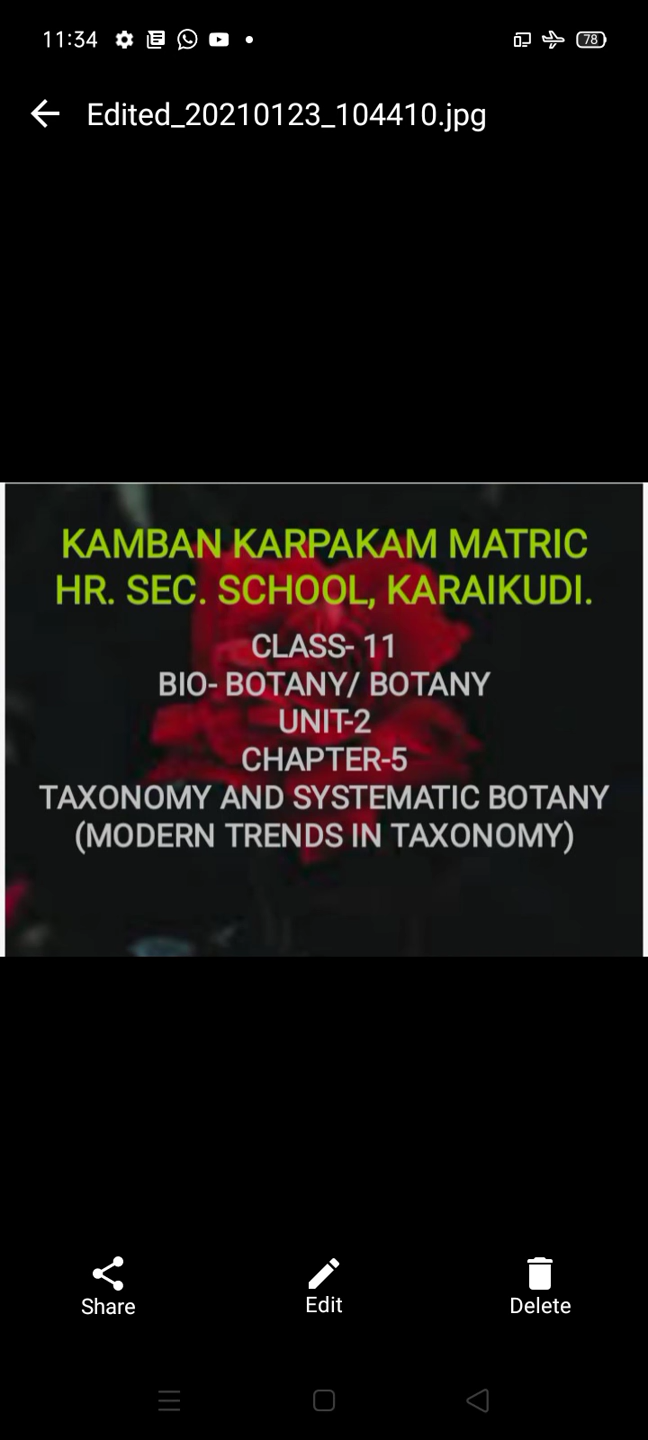 11:34
78
Edited_20210123_104410.jpg
KAMBAN KARPAKAM MATRIC
HR. SEC. SCHOOL, KARAIKUDI.
CLASS- 11
BIO- BOTANY/ BOTANY
UNIT-2
CHAPTER-5
TAXONOMY AND SYSTEMATIC BOTANY
(MODERN TRENDS IN TAXONOMY)
Share
Edit
Delete